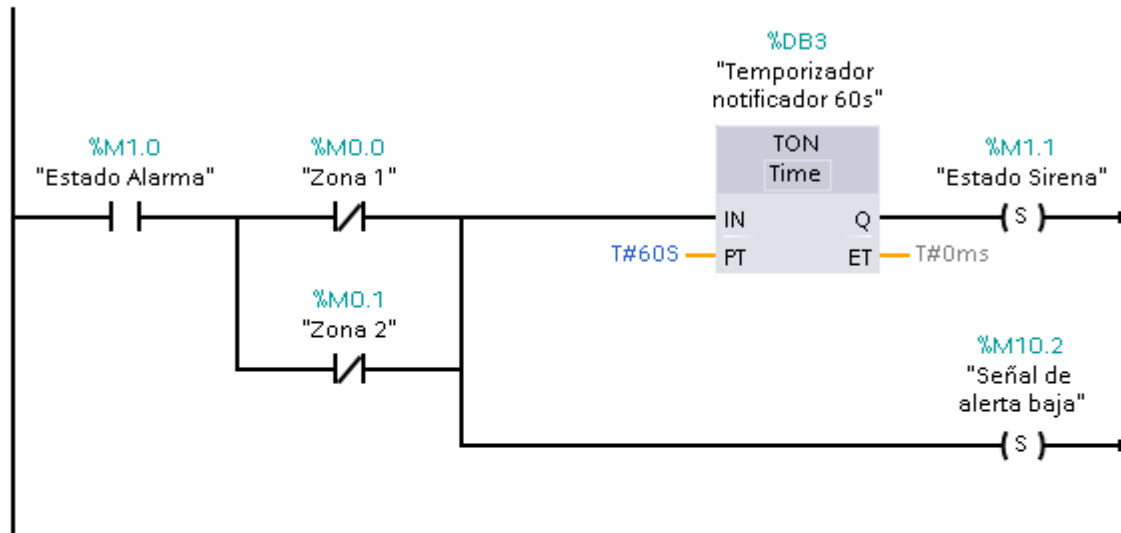 %DB3
"Temporizador
notificador 60s"
TON
Time
%M1.0
"Estado Alarma"
%M0.0
"Zona 1"
%M1.1
"Estado Sirena"
IN
Q
( S )
T#60S
PT
ET
T#0ms
%M0.1
"Zona 2"
%M10.2
"Señal de
alerta baja"
( S )